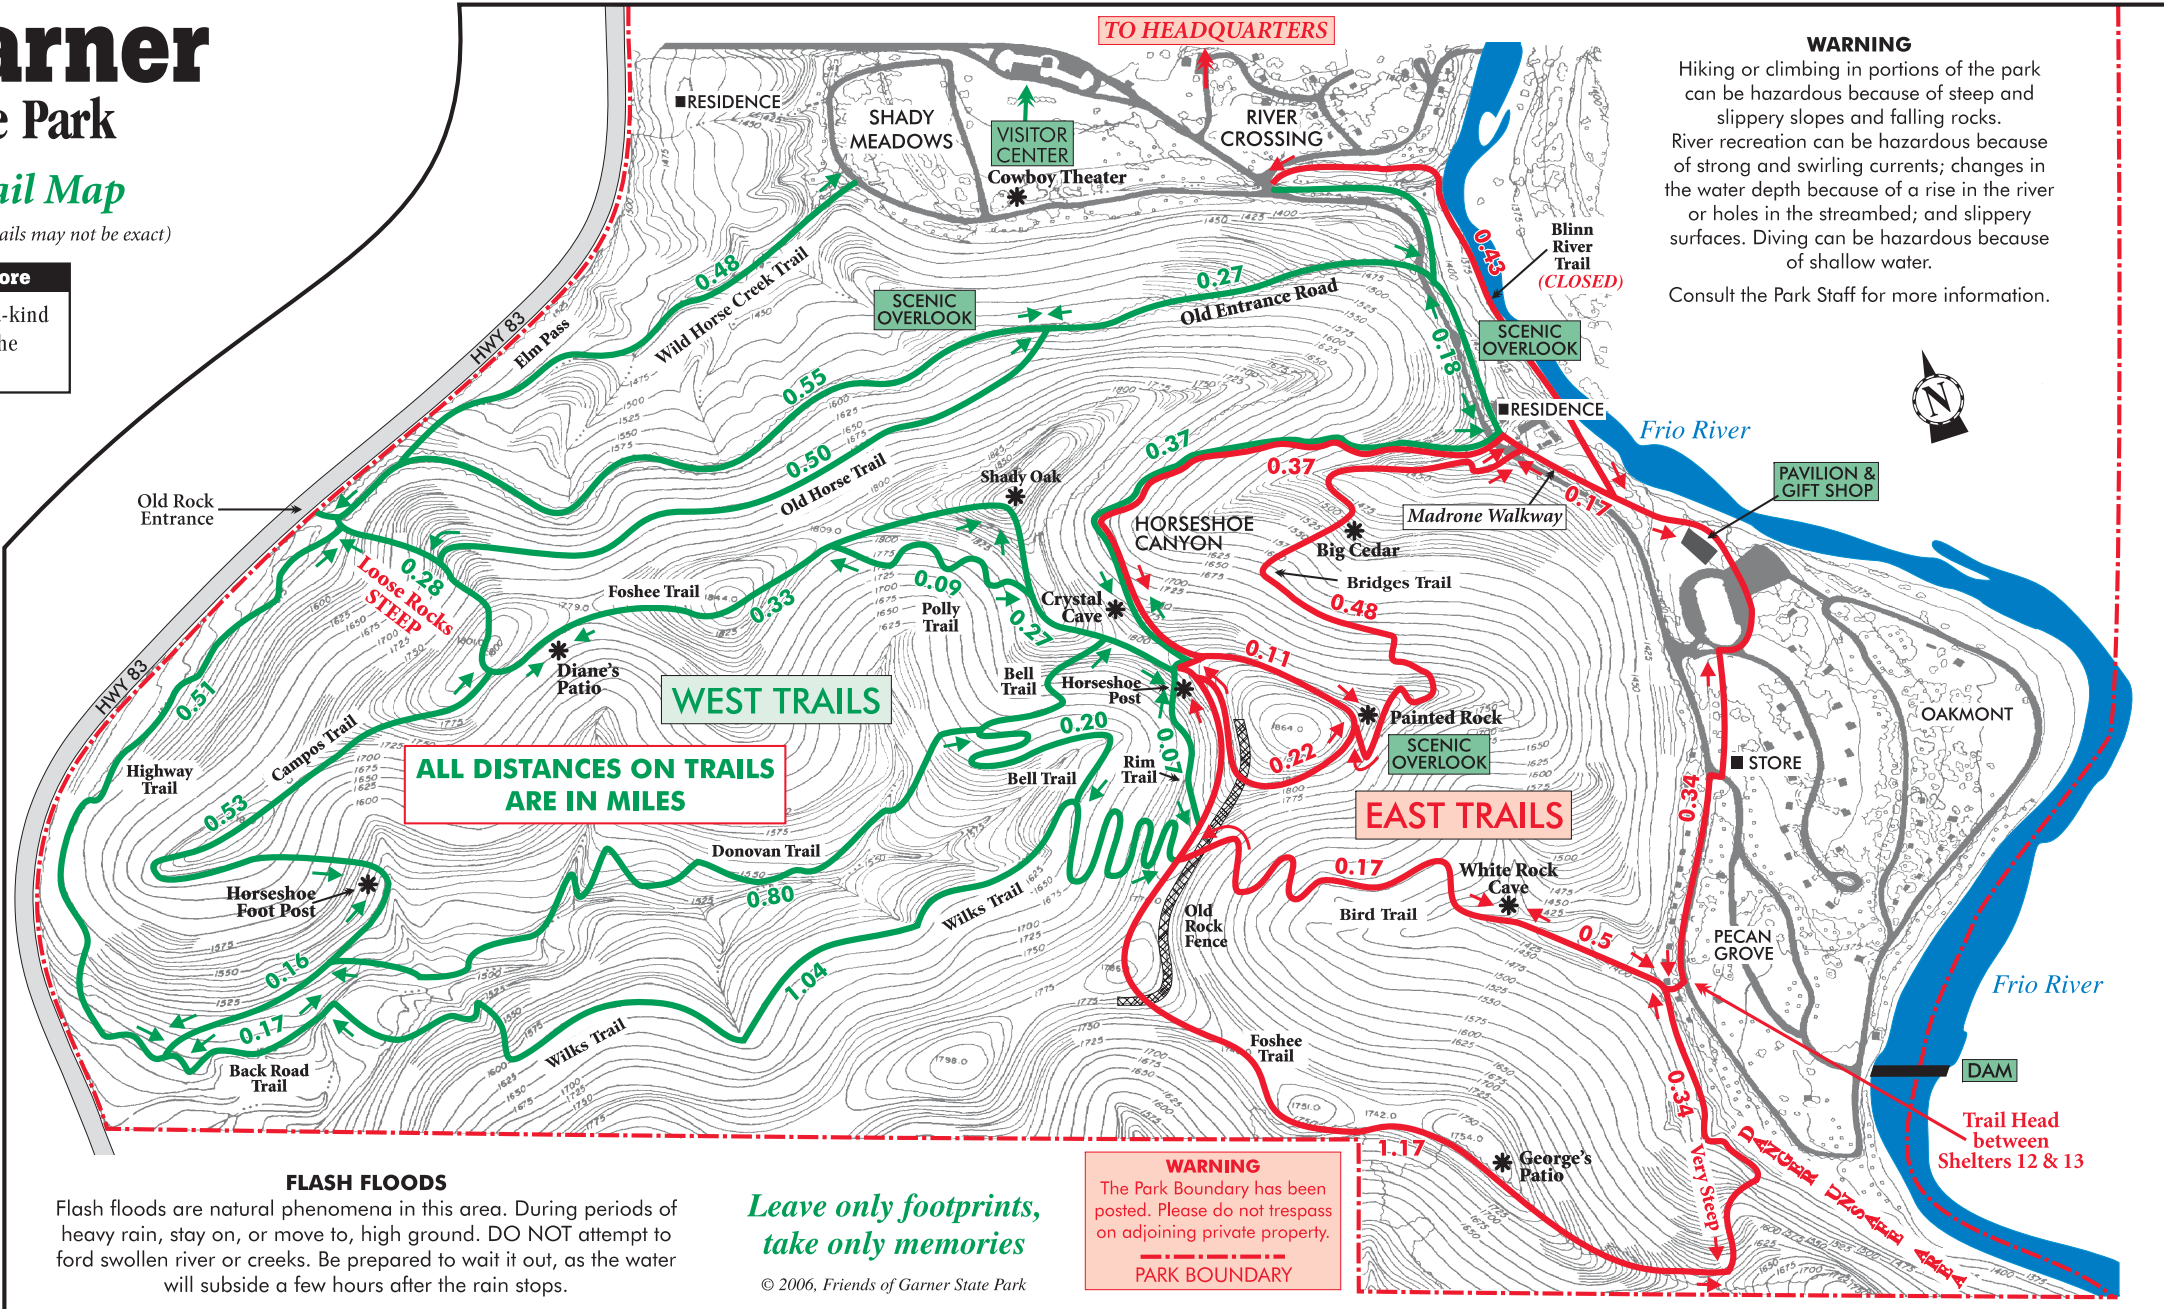 arner
e Park
ail Map
ails may not be exact)
ore
-kind
he
TO HEADQUARTERS
WARNING
Hiking or climbing in portions of the park
can be hazardous because of steep and
slippery slopes and falling rocks.
River recreation can be hazardous because
of strong and swirling currents; changes in
the water depth because of a rise in the river
or holes in the streambed; and slippery
surfaces. Diving can be hazardous because
of shallow water.
Consult the Park Staff for more information.
RESIDENCE
SHADY
MEADOWS
VISITOR
CENTER
RIVER
CROSSING
Cowboy Theater
Blinn
River
Trail
(CLOSED)
0.43
0.48
Wild Horse Creek Trail
Elm Pass
HWY 83
SCENIC
OVERLOOK
0.27
Old Entrance Road
SCENIC
OVERLOOK
0.18
N
0.55
RESIDENCE
Frio River
0.50
Old Horse Trail
0.37
0.37
Shady Oak
PAVILION &
GIFT SHOP
Old Rock
Entrance
0.17
Madrone Walkway
HORSESHOE
CANYON
Big Cedar
Bridges Trail
Loose Rocks
STEEP
0.28
Foshee Trail
0.33
0.09
Polly
Trail
0.27
Crystal
Cave
0.48
0.11
Diane's
Patio
WEST TRAILS
Bell
Trail
Horseshoe
Post
0.51
Campos Trail
0.20
Painted Rock
OAKMONT
HWY 83
SCENIC
OVERLOOK
0.22
0.07
Rim
Trail
STORE
Highway
Trail
ALL DISTANCES ON TRAILS
ARE IN MILES
Bell Trail
0.34
0.53
EAST TRAILS
Donovan Trail
0.80
0.17
White Rock
Cave
Horseshoe
Foot Post
Wilks Trail
Old
Rock
Fence
Bird Trail
0.5
PECAN
GROVE
0.16
1.04
Frio River
0.17
Wilks Trail
Foshee
Trail
Back Road
Trail
DAM
0.34
Trail Head
between
Shelters 12 & 13
1.17
George's
Patio
Very Steep
DANGER UNSAFE AREA
FLASH FLOODS
Flash floods are natural phenomena in this area. During periods of
heavy rain, stay on, or move to, high ground. DO NOT attempt to
ford swollen river or creeks. Be prepared to wait it out, as the water
will subside a few hours after the rain stops.
Leave only footprints,
take only memories
© 2006, Friends of Garner State Park
WARNING
The Park Boundary has been
posted. Please do not trespass
on adjoining private property.
PARK BOUNDARY